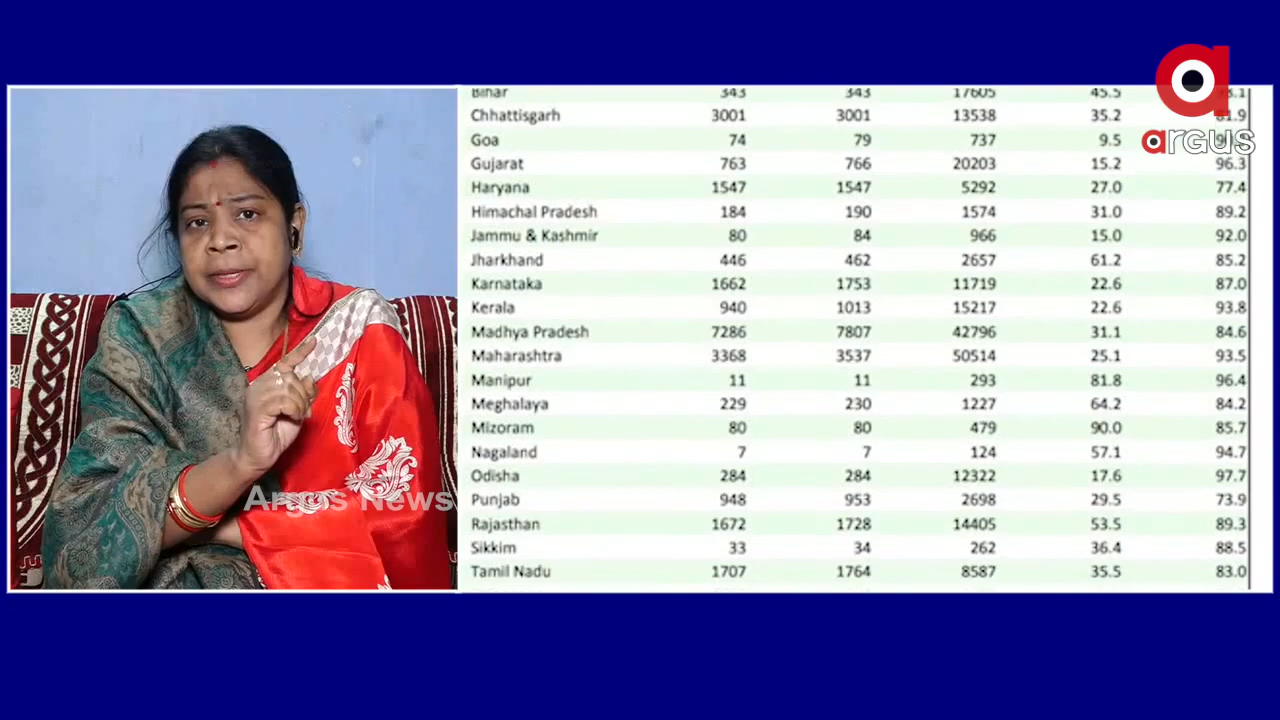 argus
Bihar 343 343 17605 45.5
Chhattisgarh 3001 3001 13538 35.2 81.9
Goa 74 79 737 9.5
Gujarat 763 766 20203 15.2 96.3
Haryana 1547 1547 5292 27.0 77.4
Himachal Pradesh 184 190 1574 31.0 89.2
Jammu & Kashmir 80 84 966 15.0 92.0
Jharkhand 446 462 2657 61.2 85.2
Karnataka 1662 1753 11719 22.6 87.0
Kerala 940 1013 15217 22.6 93.8
Madhya Pradesh 7286 7807 42796 31.1 84.6
Maharashtra 3368 3537 50514 25.1 93.5
Manipur 11 11 293 81.8 96.4
Meghalaya 229 230 1227 64.2 84.2
Mizoram 80 80 479 90.0 85.7
Nagaland 7 7 124 57.1 94.7
Odisha 284 284 12322 17.6 97.7
Punjab 948 953 2698 29.5 73.9
Rajasthan 1672 1728 14405 53.5 89.3
Sikkim 33 34 262 36.4 88.5
Tamil Nadu 1707 1764 8587 35.5 83.0
Argus News